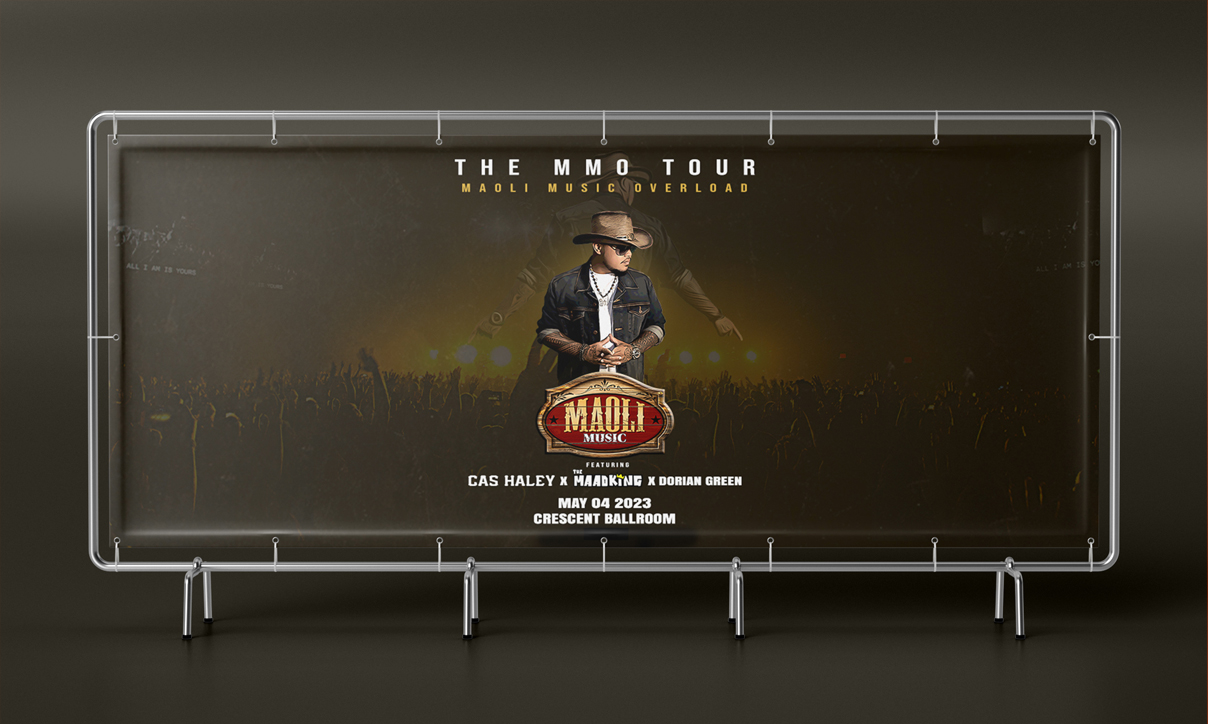 THE MMO TOUR
MAOLI MUSIC OVERLOAD
ALL I AM IS YOURS
ALL I AM IS YO
MAOLI
MUSIC
FEATURING
CAS HALEY X THE MAADKING X DORIAN GREEN
MAY 04 2023
CRESCENT BALLROOM